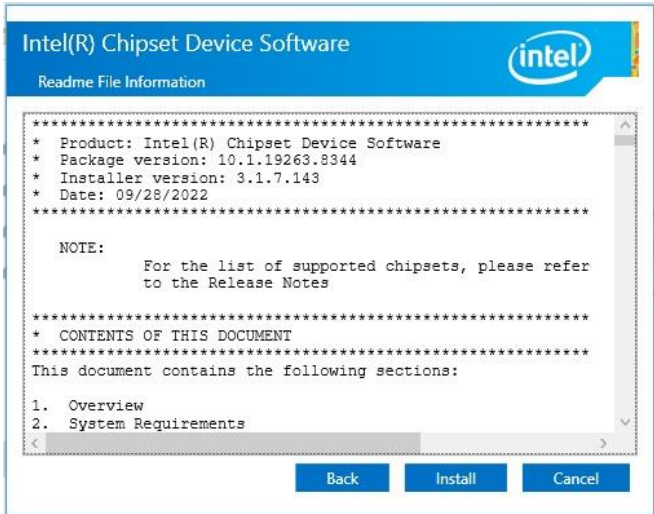 Intel(R) Chipset Device Software
intel
Readme File Information
************************************************************
*  Product: Intel(R) Chipset Device Software
*  Package version: 10.1.19263.8344
*  Installer version: 3.1.7.143
*  Date: 09/28/2022
************************************************************
NOTE:
For the list of supported chipsets, please refer
to the Release Notes
************************************************************
*  CONTENTS OF THIS DOCUMENT
************************************************************
This document contains the following sections:
1.  Overview
2.  System Requirements
Back Install Cancel